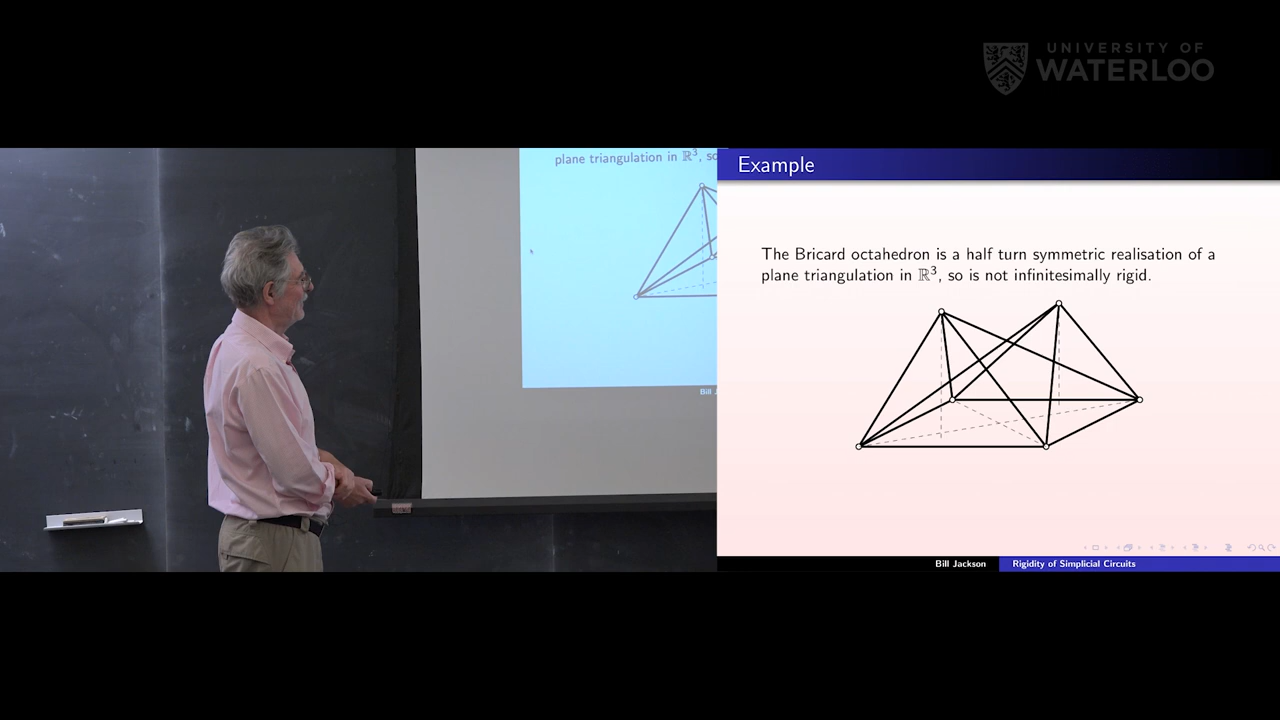 UNIVERSITY OF
WATERLOO
plane triangulation in ℝ³, so
Bill J
Example
The Bricard octahedron is a half turn symmetric realisation of a
plane triangulation in ℝ³, so is not infinitesimally rigid.
Bill Jackson
Rigidity of Simplicial Circuits